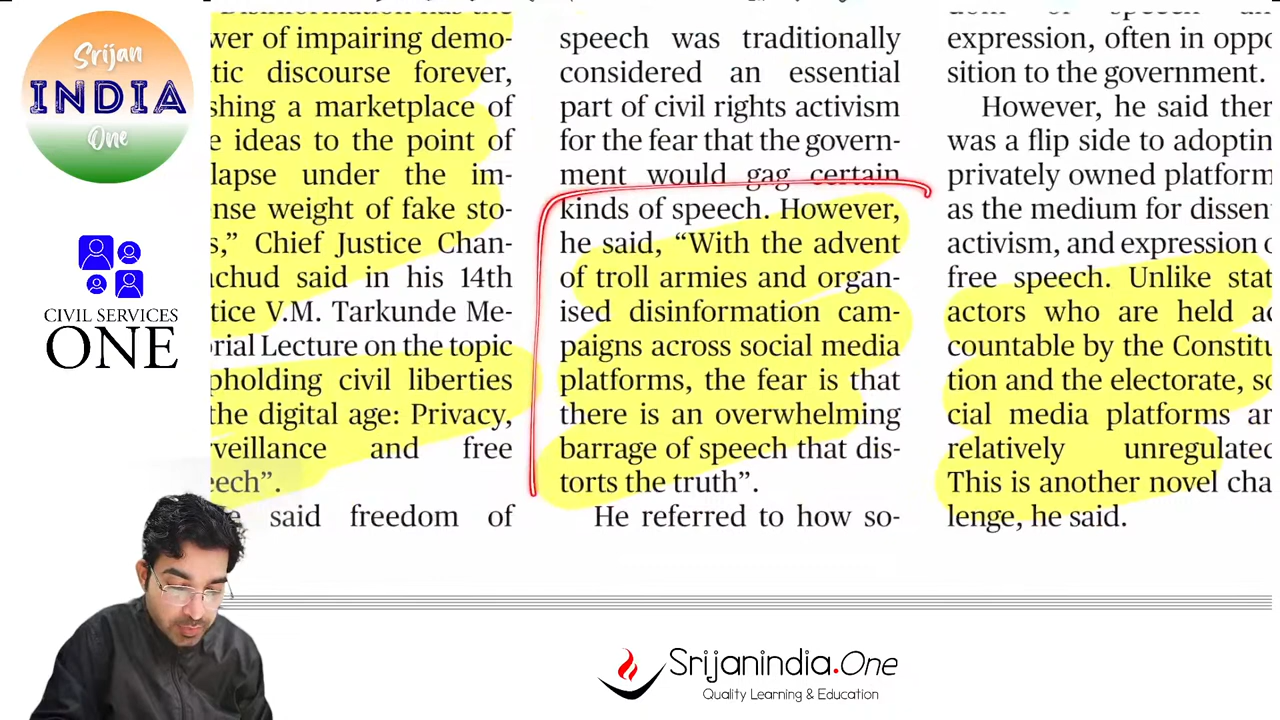 Srijan
INDIA
One
CIVIL SERVICES
ONE
wer of impairing demo-
tic discourse forever,
shing a marketplace of
e ideas to the point of
lapse under the im-
nse weight of fake sto-
s,” Chief Justice Chan-
achud said in his 14th
tice V.M. Tarkunde Me-
rial Lecture on the topic
pholding civil liberties
the digital age: Privacy,
rveillance and free
eech”.
said freedom of
speech was traditionally
considered an essential
part of civil rights activism
for the fear that the govern-
ment would gag certain
kinds of speech. However,
he said, “With the advent
of troll armies and organ-
ised disinformation cam-
paigns across social media
platforms, the fear is that
there is an overwhelming
barrage of speech that dis-
torts the truth”.
He referred to how so-
expression, often in oppo
sition to the government.
However, he said ther
was a flip side to adoptin
privately owned platform
as the medium for dissen
activism, and expression o
free speech. Unlike stat
actors who are held ac
countable by the Constitu
tion and the electorate, so
cial media platforms ar
relatively unregulated
This is another novel cha
lenge, he said.
Srijanindia.One
Quality Learning & Education